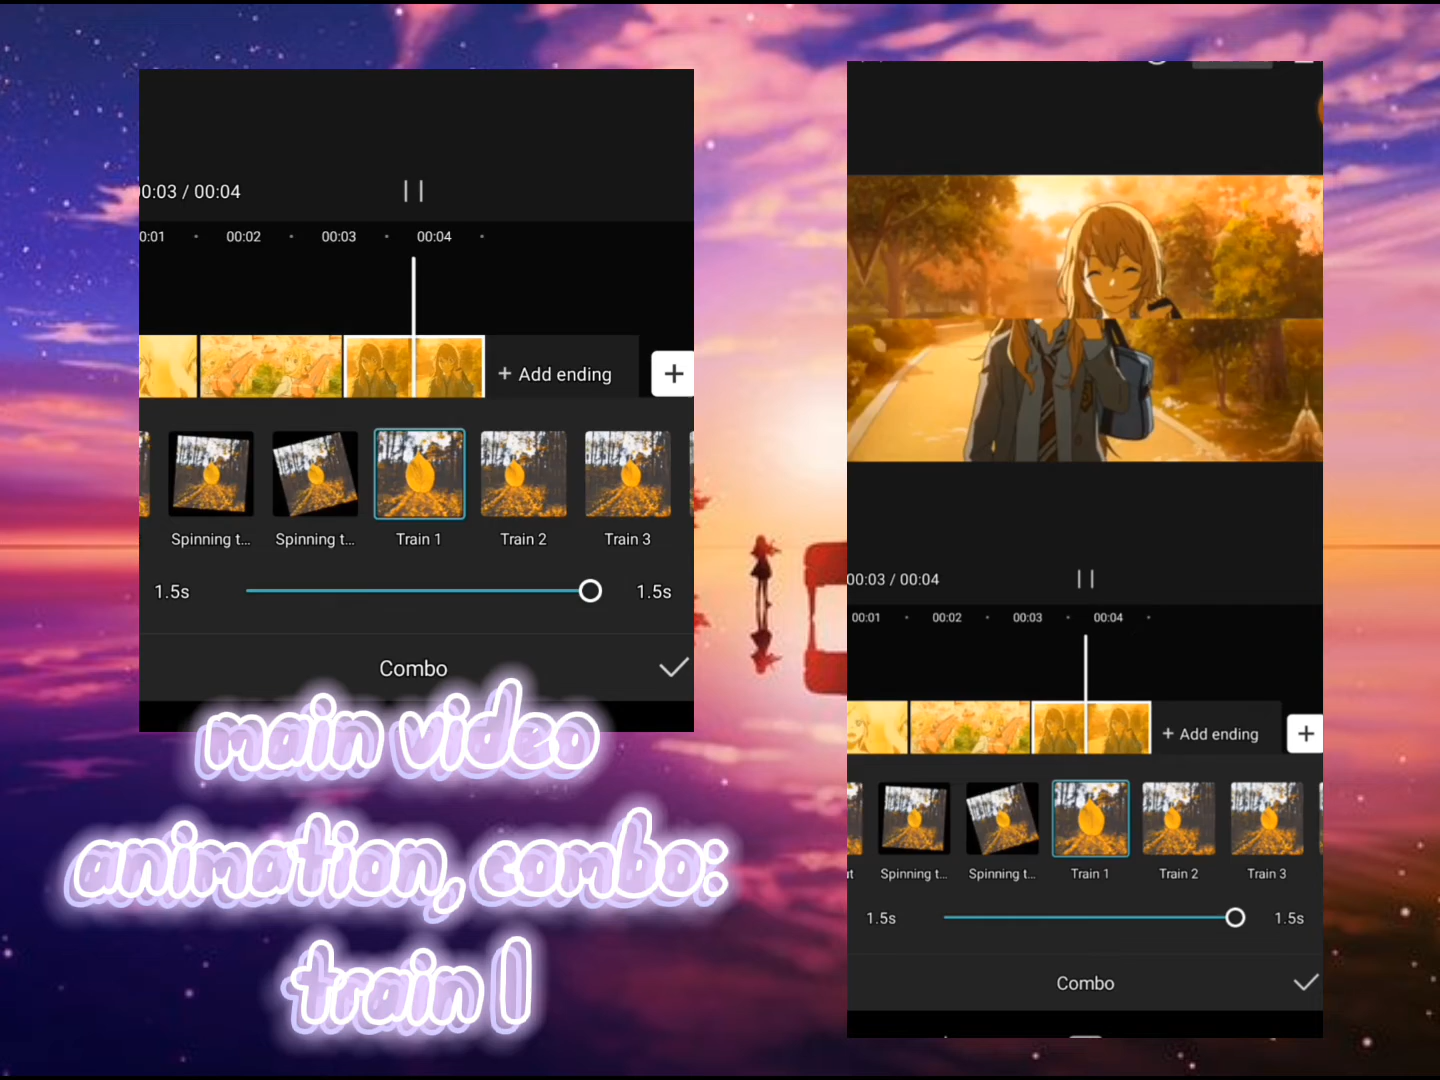 0:03 / 00:04
0:01 00:02 00:03 00:04
+ Add ending
+
Spinning t... Spinning t... Train 1 Train 2 Train 3
1.5s 1.5s
Combo
main video
animation, combo:
train 1
00:03 / 00:04
00:01 00:02 00:03 00:04
+ Add ending
+
Spinning t... Spinning t... Train 1 Train 2 Train 3
1.5s 1.5s
Combo